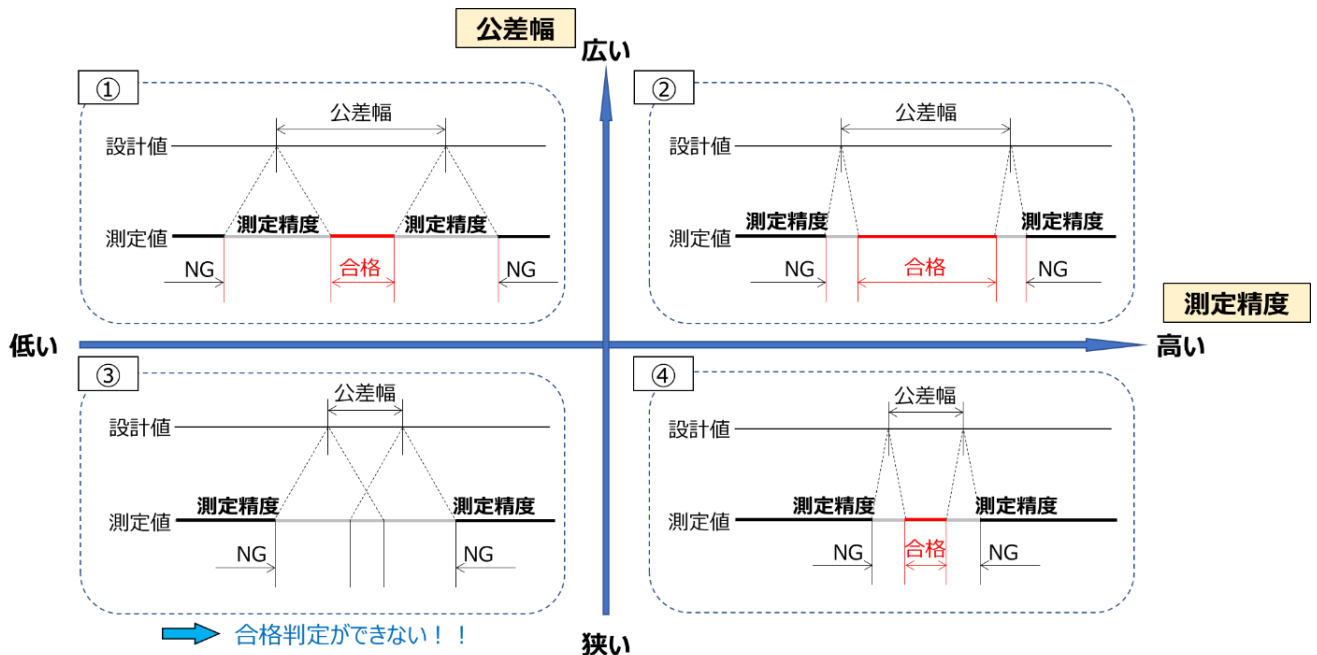 公差幅
広い
①
公差幅
設計値
測定精度 測定精度
測定値
NG 合格 NG
②
公差幅
設計値
測定精度 測定精度
測定値
NG 合格 NG
測定精度
低い
高い
③
公差幅
設計値
測定精度 測定精度
測定値
NG NG
合格判定ができない！！
④
公差幅
設計値
測定精度 測定精度
測定値
NG 合格 NG
狭い